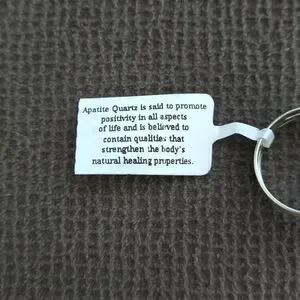 Apatite Quartz is said to promote
positivity in all aspects
of life and is believed to
contain qualities that
strengthen the body's
natural healing properties.